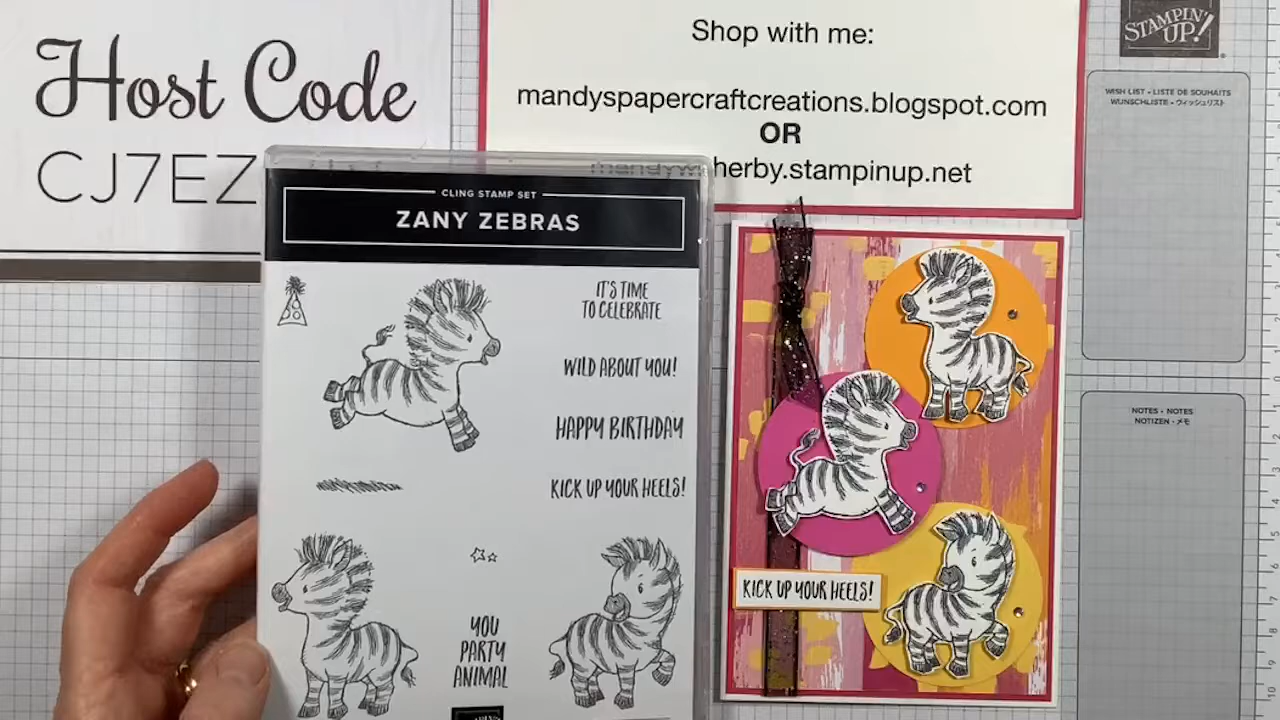 Host Code
CJ7EZ
Shop with me:
mandyspapercraftcreations.blogspot.com
OR
herby.stampinup.net
STAMPIN' UP!
WISH LIST • LISTE DE SOUHAITS
WUNSCHLISTE • ウィッシュリスト
NOTES • NOTES
NOTIZEN • メモ
CLING STAMP SET
ZANY ZEBRAS
IT'S TIME
TO CELEBRATE
WILD ABOUT YOU!
HAPPY BIRTHDAY
KICK UP YOUR HEELS!
YOU
PARTY
ANIMAL
KICK UP YOUR HEELS!